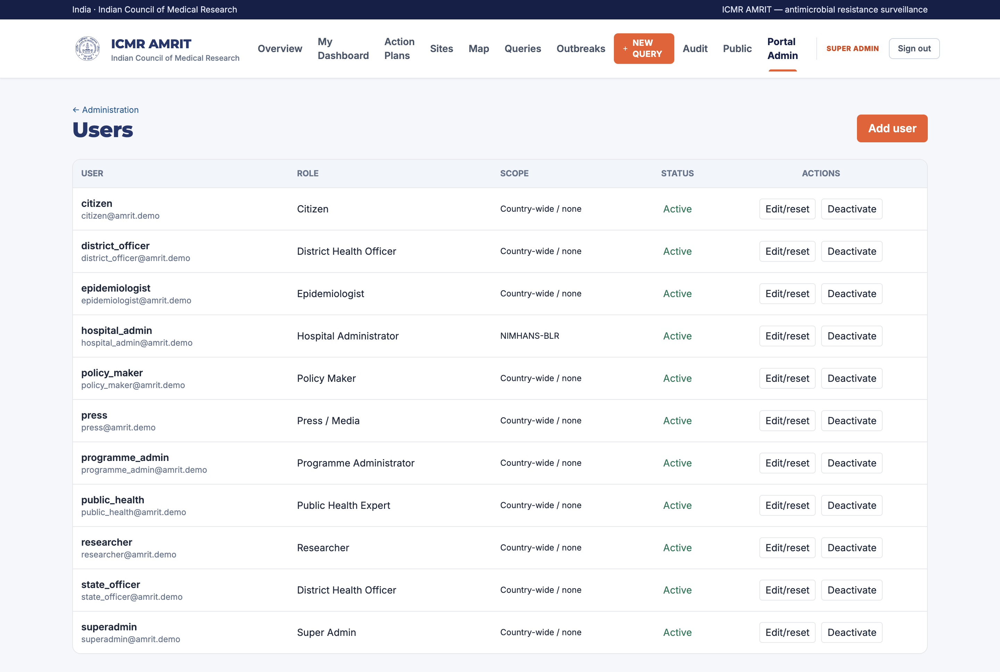 India · Indian Council of Medical Research
ICMR AMRIT — antimicrobial resistance surveillance
ICMR AMRIT
Indian Council of Medical Research
Overview
My Dashboard
Action Plans
Sites
Map
Queries
Outbreaks
+ NEW QUERY
Audit
Public
Portal Admin
SUPER ADMIN
Sign out
← Administration
Users
Add user
USER ROLE SCOPE STATUS ACTIONS
citizen
citizen@amrit.demo
Citizen Country-wide / none Active Edit/reset Deactivate
district_officer
district_officer@amrit.demo
District Health Officer Country-wide / none Active Edit/reset Deactivate
epidemiologist
epidemiologist@amrit.demo
Epidemiologist Country-wide / none Active Edit/reset Deactivate
hospital_admin
hospital_admin@amrit.demo
Hospital Administrator NIMHANS-BLR Active Edit/reset Deactivate
policy_maker
policy_maker@amrit.demo
Policy Maker Country-wide / none Active Edit/reset Deactivate
press
press@amrit.demo
Press / Media Country-wide / none Active Edit/reset Deactivate
programme_admin
programme_admin@amrit.demo
Programme Administrator Country-wide / none Active Edit/reset Deactivate
public_health
public_health@amrit.demo
Public Health Expert Country-wide / none Active Edit/reset Deactivate
researcher
researcher@amrit.demo
Researcher Country-wide / none Active Edit/reset Deactivate
state_officer
state_officer@amrit.demo
District Health Officer Country-wide / none Active Edit/reset Deactivate
superadmin
superadmin@amrit.demo
Super Admin Country-wide / none Active Edit/reset Deactivate